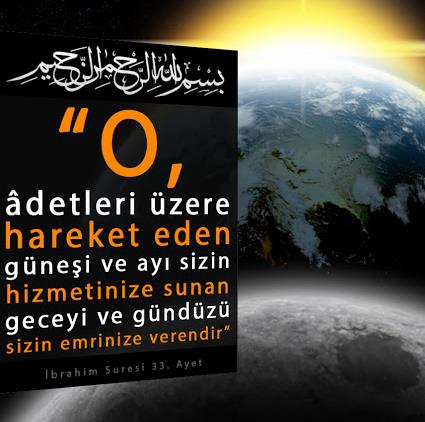 بسم الله الرحمن الرحيم
“O,
âdetleri üzere
hareket eden
güneşi ve ayı sizin
hizmetinize sunan
geceyi ve gündüzü
sizin emrinize verendir”
İbrahim Suresi 33. Ayet